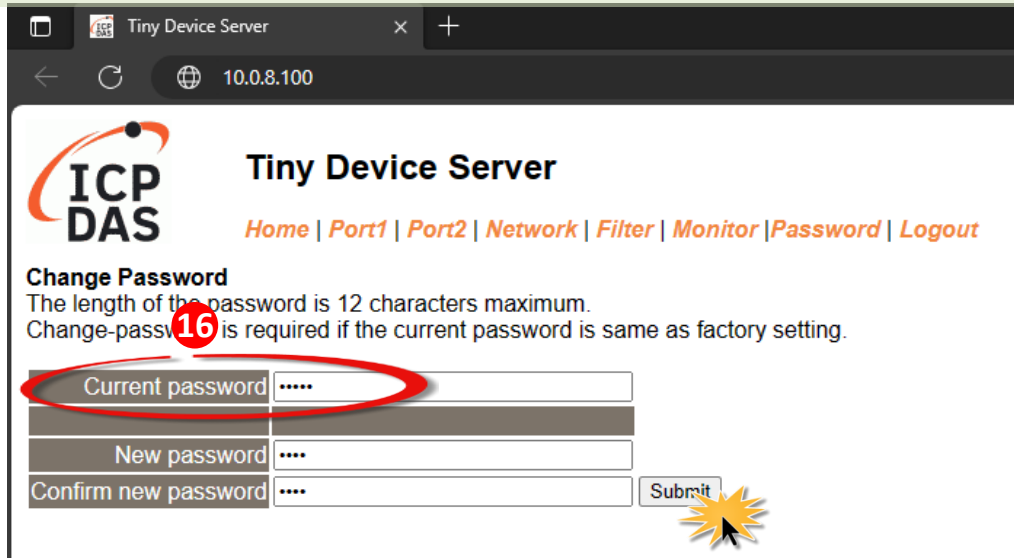 Tiny Device Server
10.0.8.100
ICP
DAS
Tiny Device Server
Home | Port1 | Port2 | Network | Filter | Monitor |Password | Logout
Change Password
The length of the password is 12 characters maximum.
Change-password is required if the current password is same as factory setting.
16
Current password •••••
New password ••••
Confirm new password •••• Submit